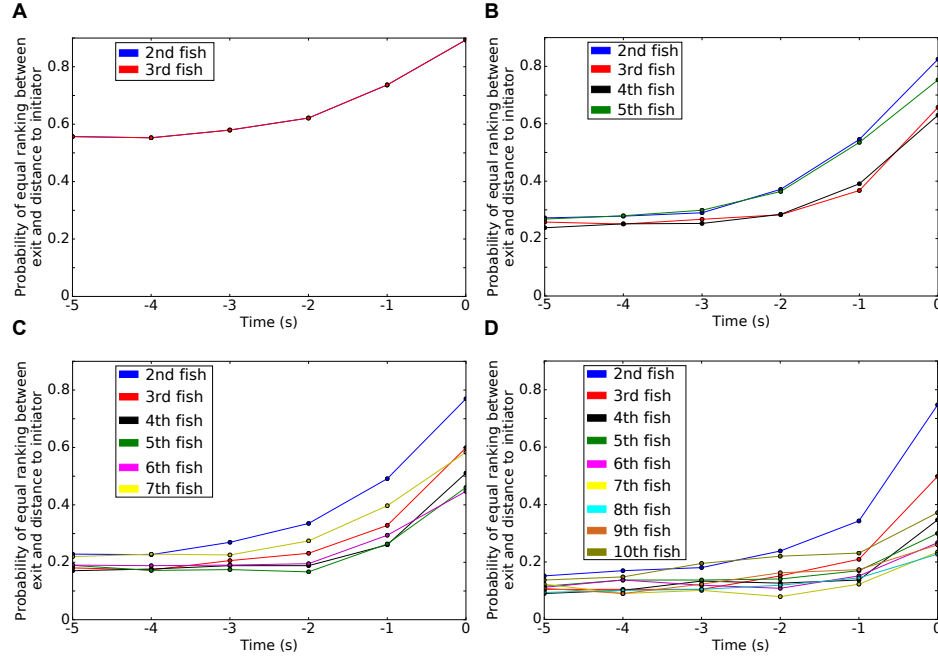 A
Probability of equal ranking between
exit and distance to initiator
0.8
0.6
0.4
0.2
0
-5
-4
-3
-2
-1
0
Time (s)
2nd fish
3rd fish
B
Probability of equal ranking between
exit and distance to initiator
0.8
0.6
0.4
0.2
0
-5
-4
-3
-2
-1
0
Time (s)
2nd fish
3rd fish
4th fish
5th fish
C
Probability of equal ranking between
exit and distance to initiator
0.8
0.6
0.4
0.2
0
-5
-4
-3
-2
-1
0
Time (s)
2nd fish
3rd fish
4th fish
5th fish
6th fish
7th fish
D
Probability of equal ranking between
exit and distance to initiator
0.8
0.6
0.4
0.2
0
-5
-4
-3
-2
-1
0
Time (s)
2nd fish
3rd fish
4th fish
5th fish
6th fish
7th fish
8th fish
9th fish
10th fish